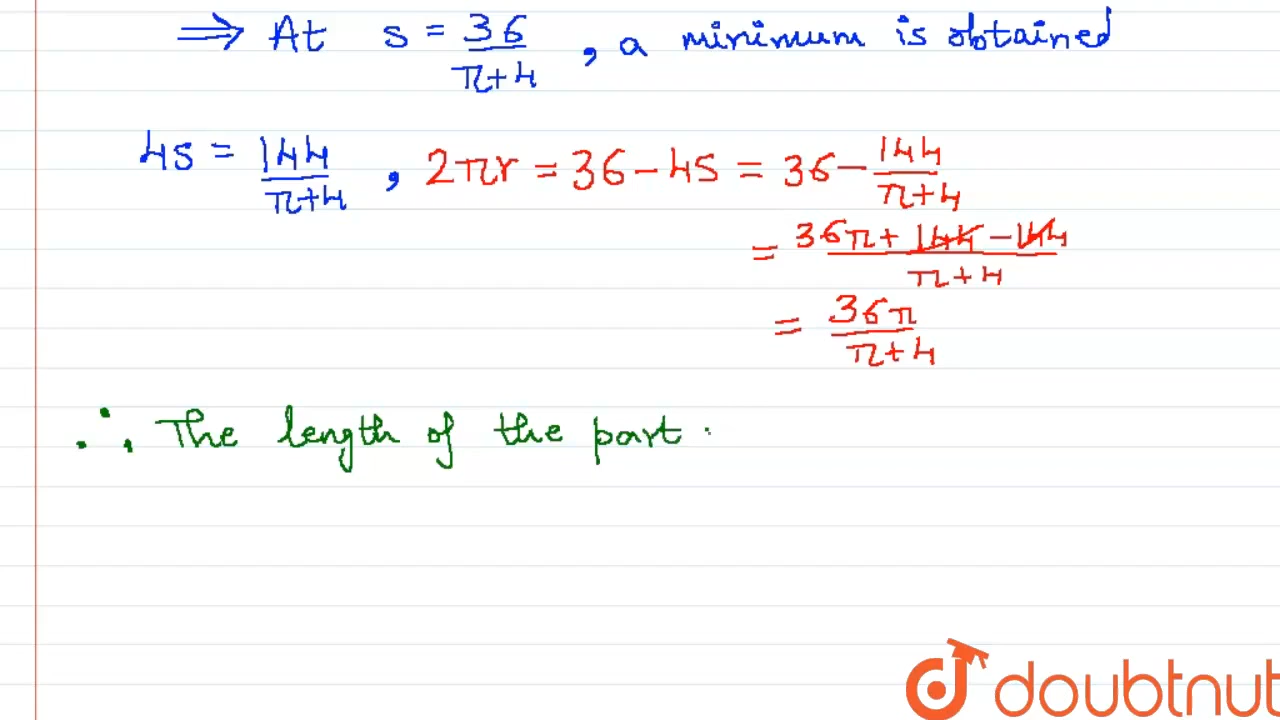 ⟹ At s = 36/(π+4) , a minimum is obtained
4s = 144/(π+4) , 2πr = 36 − 4s = 36 − 144/(π+4)
= (36π + 144 − 144)/(π+4)
= 36π/(π+4)
∴ The length of the part
doubtnut